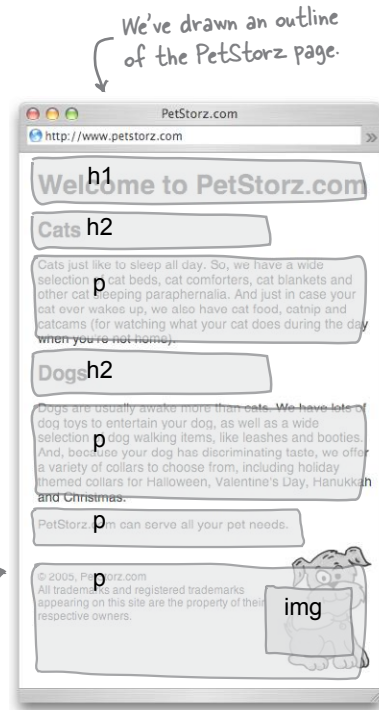 We've drawn an outline
of the PetStorz page.
PetStorz.com
http://www.petstorz.com
»
h1
Welcome to PetStorz.com
Cats h2
Cats just like to sleep all day. So, we have a wide
selection of cat beds, cat comforters, cat blankets and
p
other cat sleeping paraphernalia. And just in case your
cat ever wakes up, we also have cat food, catnip and
catcams (for watching what your cat does during the day
when you're not home).
Dogs h2
Dogs are usually awake more than cats. We have lots of
dog toys to entertain your dog, as well as a wide
selection of dog walking items, like leashes and booties.
p
And, because your dog has discriminating taste, we offer
a variety of collars to choose from, including holiday
themed collars for Halloween, Valentine's Day, Hanukkah
and Christmas.
p
PetStorz.com can serve all your pet needs.
p
© 2005, PetStorz.com
All trademarks and registered trademarks
appearing on this site are the property of their
respective owners.
img